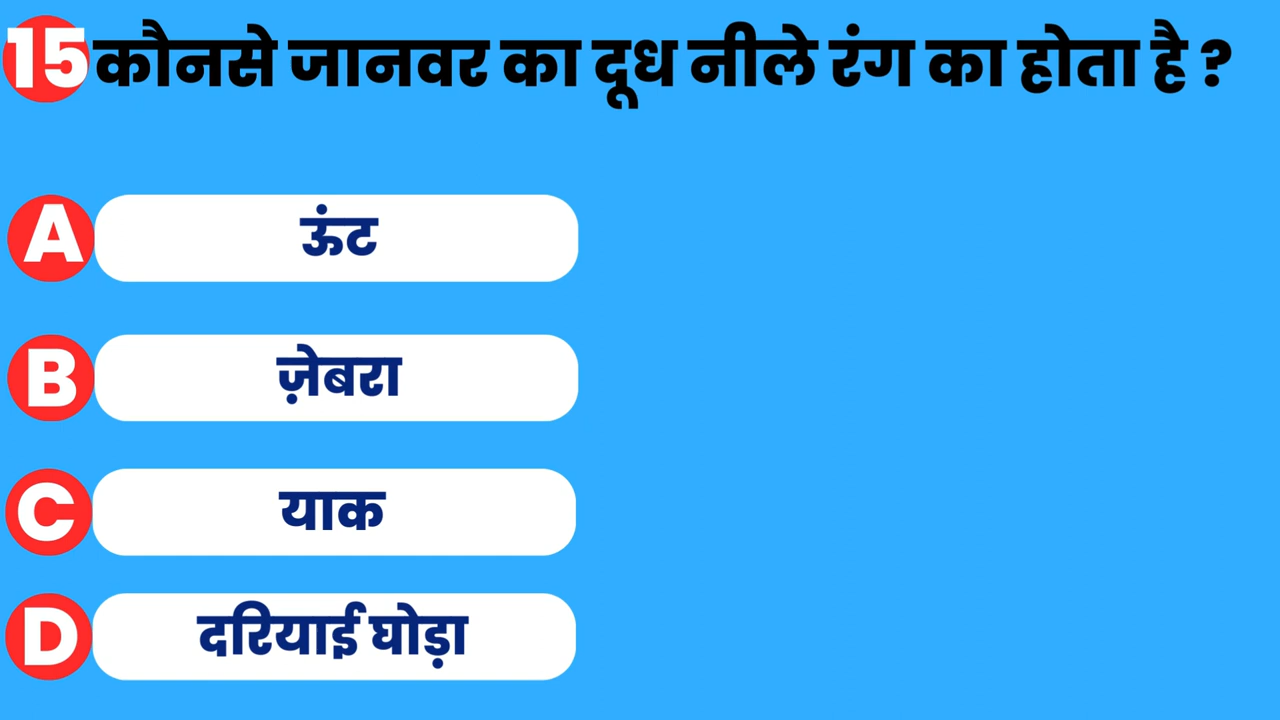 15 कौनसे जानवर का दूध नीले रंग का होता है ?
A ऊंट
B ज़ेबरा
C याक
D दरियाई घोड़ा